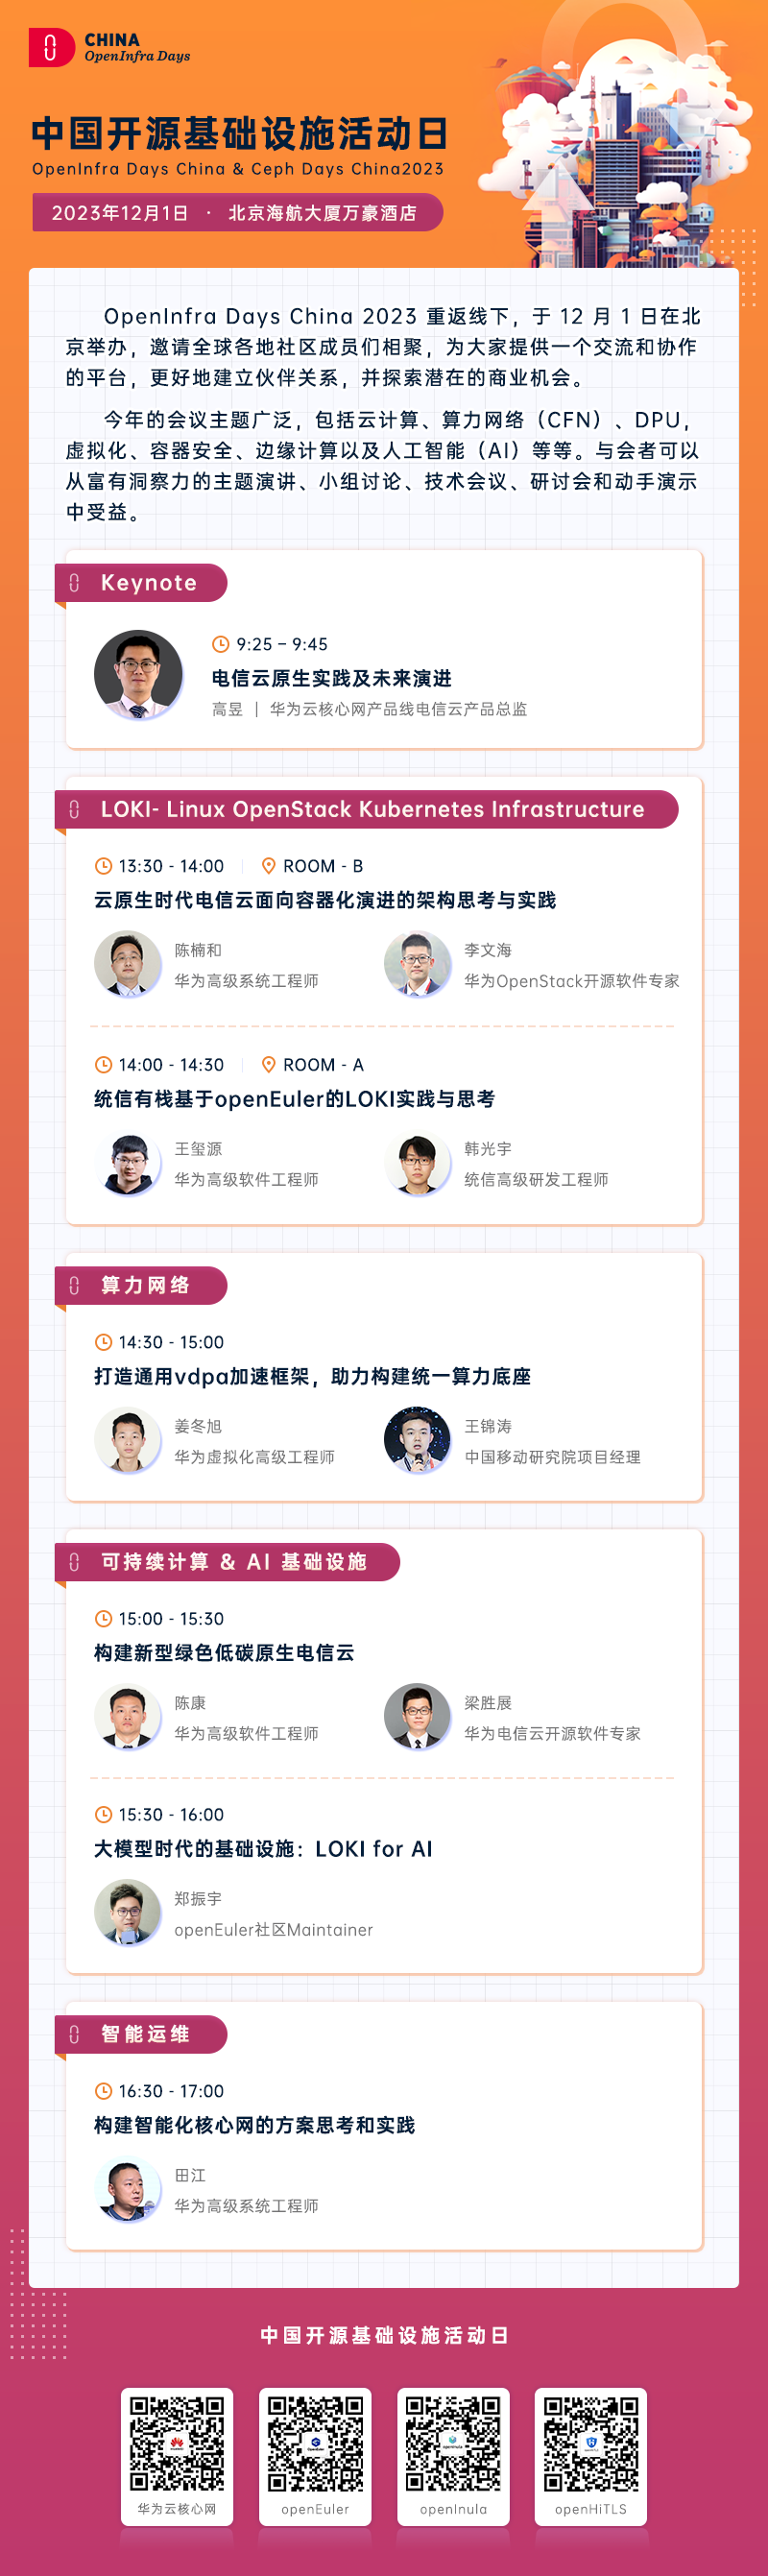 CHINA
OpenInfra Days
中国开源基础设施活动日
OpenInfra Days China & Ceph Days China2023
2023年12月1日 · 北京海航大厦万豪酒店
OpenInfra Days China 2023 重返线下，于 12 月 1 日在北
京举办，邀请全球各地社区成员们相聚，为大家提供一个交流和协作
的平台，更好地建立伙伴关系，并探索潜在的商业机会。
今年的会议主题广泛，包括云计算、算力网络（CFN）、DPU，
虚拟化、容器安全、边缘计算以及人工智能（AI）等等。与会者可以
从富有洞察力的主题演讲、小组讨论、技术会议、研讨会和动手演示
中受益。
Keynote
9:25 – 9:45
电信云原生实践及未来演进
高昱 | 华为云核心网产品线电信云产品总监
LOKI- Linux OpenStack Kubernetes Infrastructure
13:30 - 14:00 ROOM - B
云原生时代电信云面向容器化演进的架构思考与实践
陈楠和 李文海
华为高级系统工程师 华为OpenStack开源软件专家
14:00 - 14:30 ROOM - A
统信有栈基于openEuler的LOKI实践与思考
王玺源 韩光宇
华为高级软件工程师 统信高级研发工程师
算力网络
14:30 - 15:00
打造通用vdpa加速框架，助力构建统一算力底座
姜冬旭 王锦涛
华为虚拟化高级工程师 中国移动研究院项目经理
可持续计算 & AI 基础设施
15:00 - 15:30
构建新型绿色低碳原生电信云
陈康 梁胜展
华为高级软件工程师 华为电信云开源软件专家
15:30 - 16:00
大模型时代的基础设施：LOKI for AI
郑振宇
openEuler社区Maintainer
智能运维
16:30 - 17:00
构建智能化核心网的方案思考和实践
田江
华为高级系统工程师
中国开源基础设施活动日
华为云核心网 openEuler openInula openHiTLS